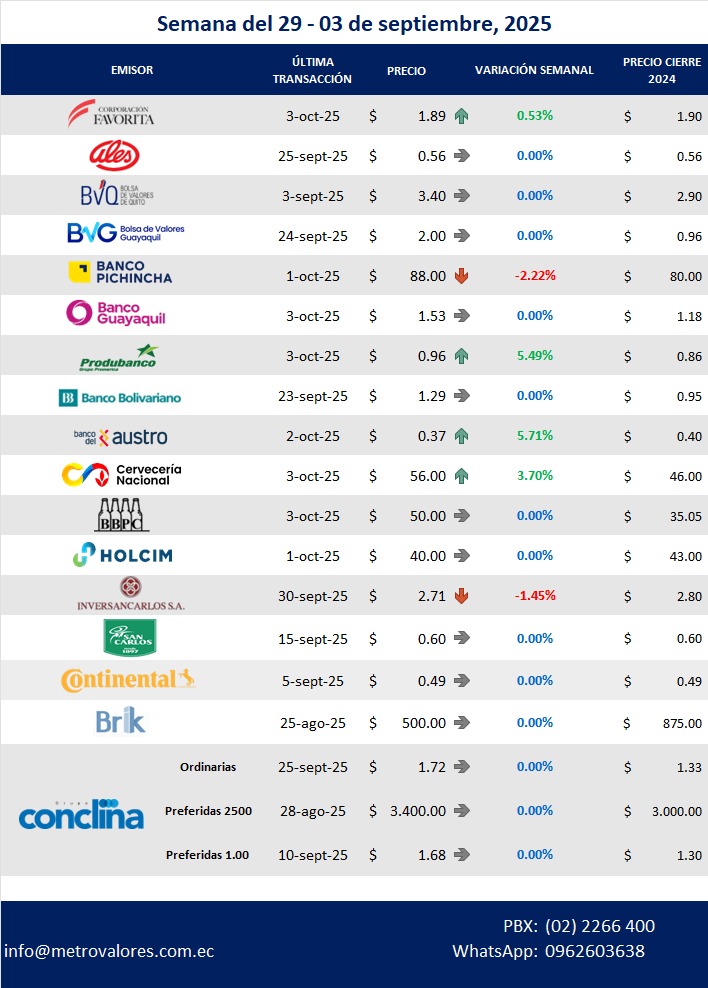 Semana del 29 - 03 de septiembre, 2025
EMISOR ÚLTIMA TRANSACCIÓN PRECIO VARIACIÓN SEMANAL PRECIO CIERRE 2024
CORPORACIÓN FAVORITA 3-oct-25 $ 1.89 0.53% $ 1.90
ales 25-sept-25 $ 0.56 0.00% $ 0.56
BVQ BOLSA DE VALORES DE QUITO 3-sept-25 $ 3.40 0.00% $ 2.90
BVG Bolsa de Valores Guayaquil 24-sept-25 $ 2.00 0.00% $ 0.96
BANCO PICHINCHA 1-oct-25 $ 88.00 -2.22% $ 80.00
Banco Guayaquil 3-oct-25 $ 1.53 0.00% $ 1.18
Produbanco Grupo Promerica 3-oct-25 $ 0.96 5.49% $ 0.86
BB Banco Bolivariano 23-sept-25 $ 1.29 0.00% $ 0.95
banco del austro 2-oct-25 $ 0.37 5.71% $ 0.40
Cervecería Nacional 3-oct-25 $ 56.00 3.70% $ 46.00
BBPC 3-oct-25 $ 50.00 0.00% $ 35.05
HOLCIM 1-oct-25 $ 40.00 0.00% $ 43.00
INVERSANCARLOS S.A. 30-sept-25 $ 2.71 -1.45% $ 2.80
SAN CARLOS DESDE 1897 15-sept-25 $ 0.60 0.00% $ 0.60
Continental 5-sept-25 $ 0.49 0.00% $ 0.49
Brik 25-ago-25 $ 500.00 0.00% $ 875.00
Ordinarias 25-sept-25 $ 1.72 0.00% $ 1.33
Grupo conclina Preferidas 2500 28-ago-25 $ 3.400.00 0.00% $ 3.000.00
Preferidas 1.00 10-sept-25 $ 1.68 0.00% $ 1.30
PBX: (02) 2266 400
info@metrovalores.com.ec WhatsApp: 0962603638